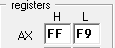 registers
H L
AX FF F9